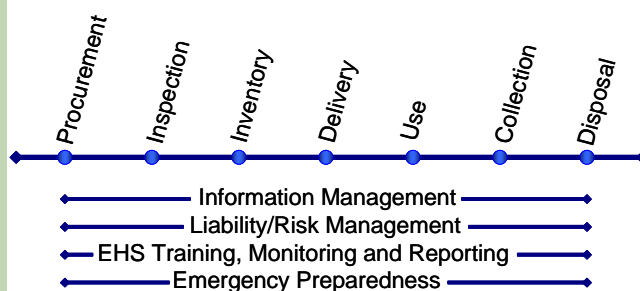 Procurement
Inspection
Inventory
Delivery
Use
Collection
Disposal
Information Management
Liability/Risk Management
EHS Training, Monitoring and Reporting
Emergency Preparedness